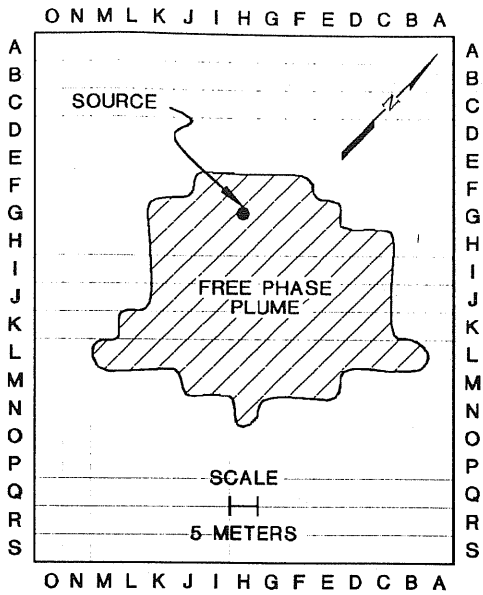 O N M L K J I H G F E D C B A
A A
B B
C C
D D
E E
F F
G G
H H
I I
J J
K K
L L
M M
N N
O O
P P
Q Q
R R
S S
SOURCE
N
FREE PHASE
PLUME
SCALE
5 METERS
O N M L K J I H G F E D C B A